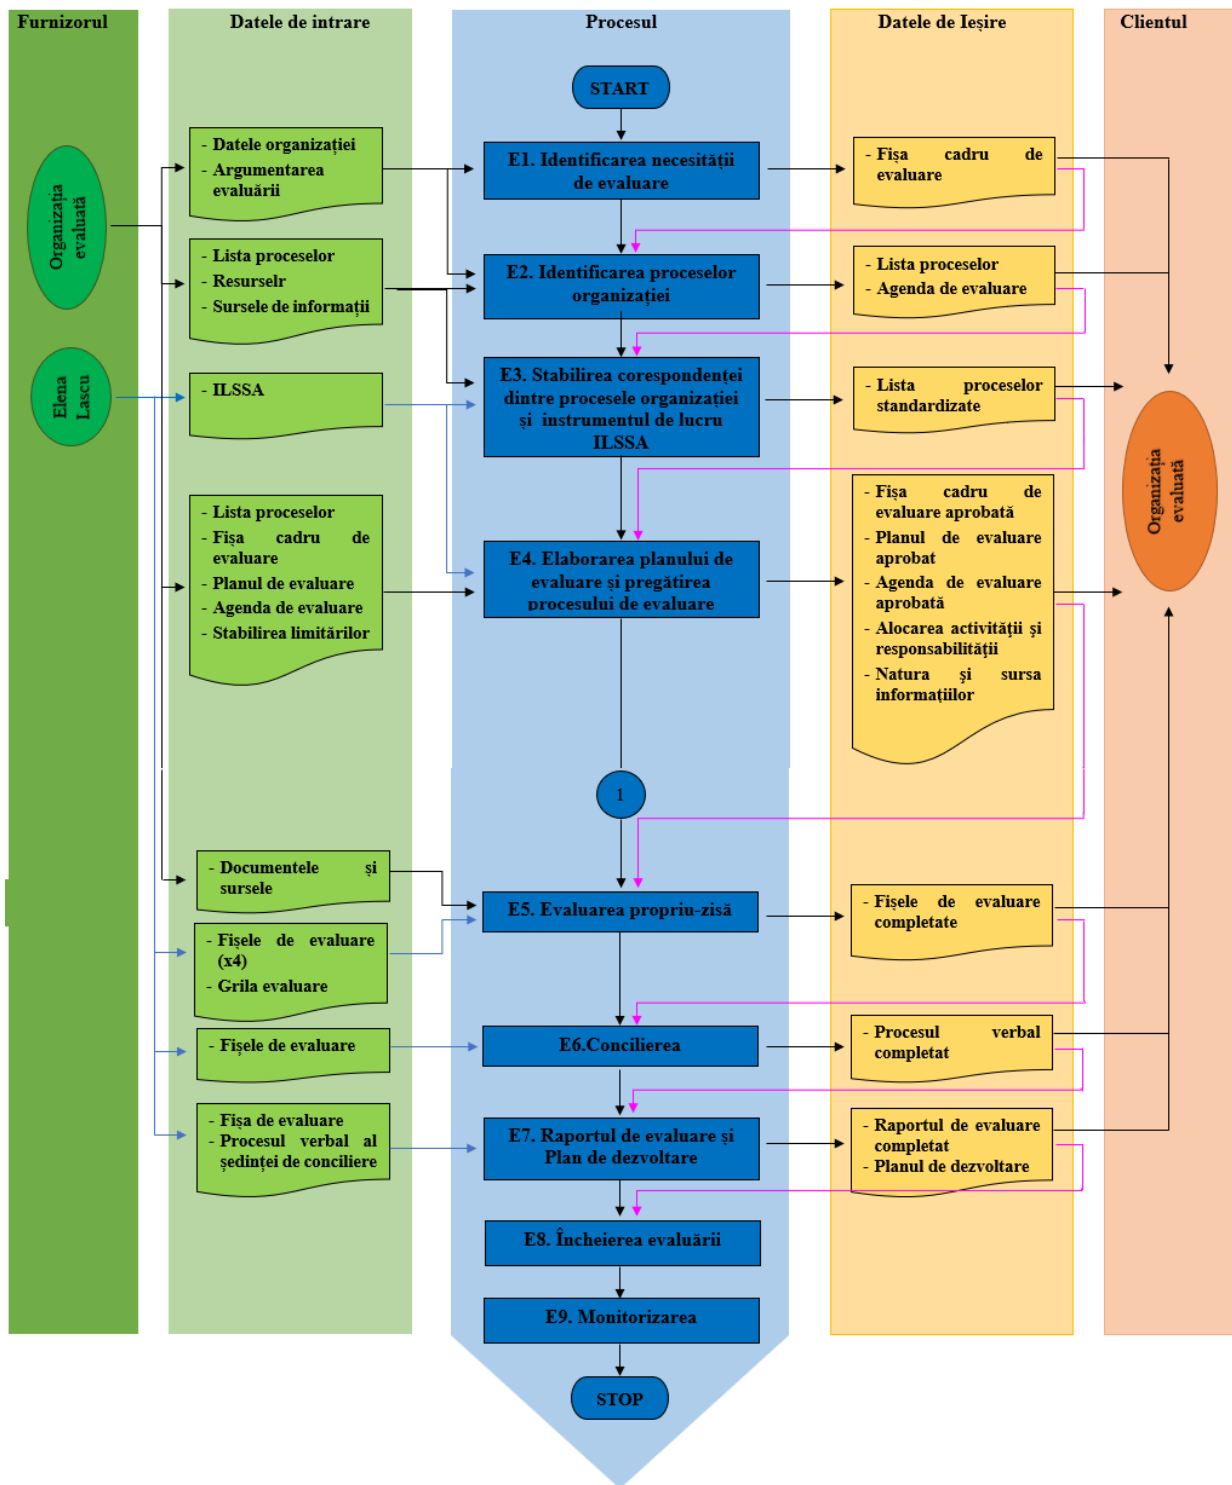 Furnizorul
Datele de intrare
Procesul
Datele de Ieșire
Clientul
START
- Datele organizației
- Argumentarea
evaluării
E1. Identificarea necesității
de evaluare
- Fișa cadru de
evaluare
Organizația
evaluată
- Lista proceselor
- Resurselr
- Sursele de informații
E2. Identificarea proceselor
organizației
- Lista proceselor
- Agenda de evaluare
Elena
Lascu
- ILSSA
E3. Stabilirea corespondenței
dintre procesele organizației
și instrumentul de lucru
ILSSA
- Lista proceselor
standardizate
Organizația
evaluată
- Lista proceselor
- Fișa cadru de
evaluare
- Planul de evaluare
- Agenda de evaluare
- Stabilirea limitărilor
E4. Elaborarea planului de
evaluare și pregătirea
procesului de evaluare
- Fișa cadru de
evaluare aprobată
- Planul de evaluare
aprobat
- Agenda de evaluare
aprobată
- Alocarea activității și
responsabilității
- Natura și sursa
informațiilor
1
- Documentele și
sursele
- Fișele de evaluare
(x4)
- Grila evaluare
E5. Evaluarea propriu-zisă
- Fișele de evaluare
completate
- Fișele de evaluare
E6.Concilierea
- Procesul verbal
completat
- Fișa de evaluare
- Procesul verbal al
ședinței de conciliere
E7. Raportul de evaluare și
Plan de dezvoltare
- Raportul de evaluare
completat
- Planul de dezvoltare
E8. Încheierea evaluării
E9. Monitorizarea
STOP